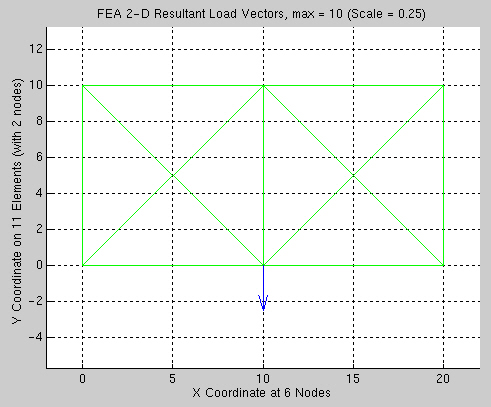 FEA 2-D Resultant Load Vectors, max = 10 (Scale = 0.25)
Y Coordinate on 11 Elements (with 2 nodes)
12
10
8
6
4
2
0
-2
-4
0 5 10 15 20
X Coordinate at 6 Nodes